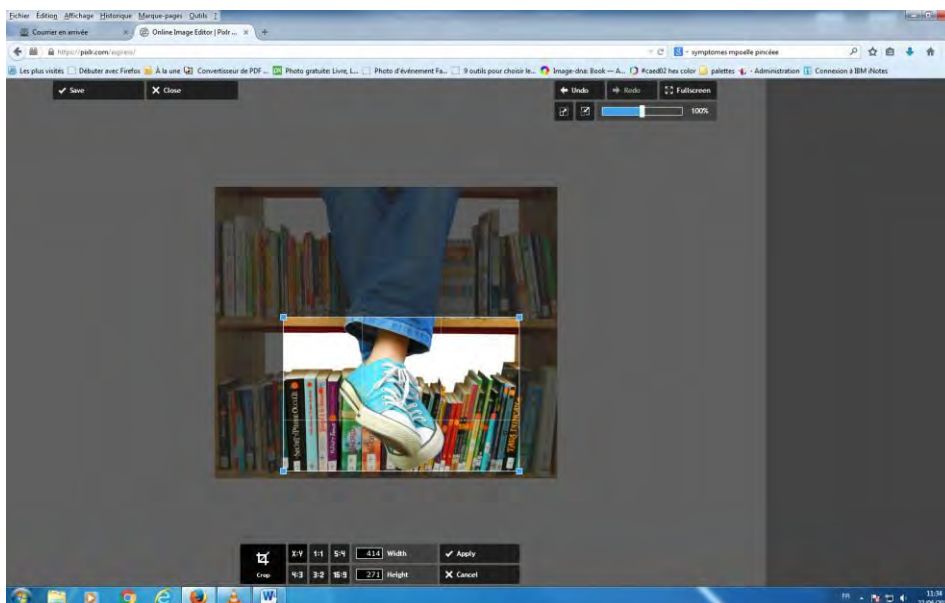 Fichier Édition Affichage Historique Marque-pages Outils ?
Courrier en arrivée × Online Image Editor | Pixlr ... × +
https://pixlr.com/express/ symptomes mpoelle pincéee
Les plus visités Débuter avec Firefox À la une Convertisseur de PDF ... Photo gratuite: Livre, L... Photo d'événement Fa... 9 outils pour choisir le... Image-dna: Book — A... #caed02 hex color palettes - Administration Connexion à IBM iNotes
Save Close Undo Redo Fullscreen
100%
X:Y 1:1 5:4 414 Width Apply
Crop 4:3 3:2 16:9 271 Height Cancel
FR 11:34